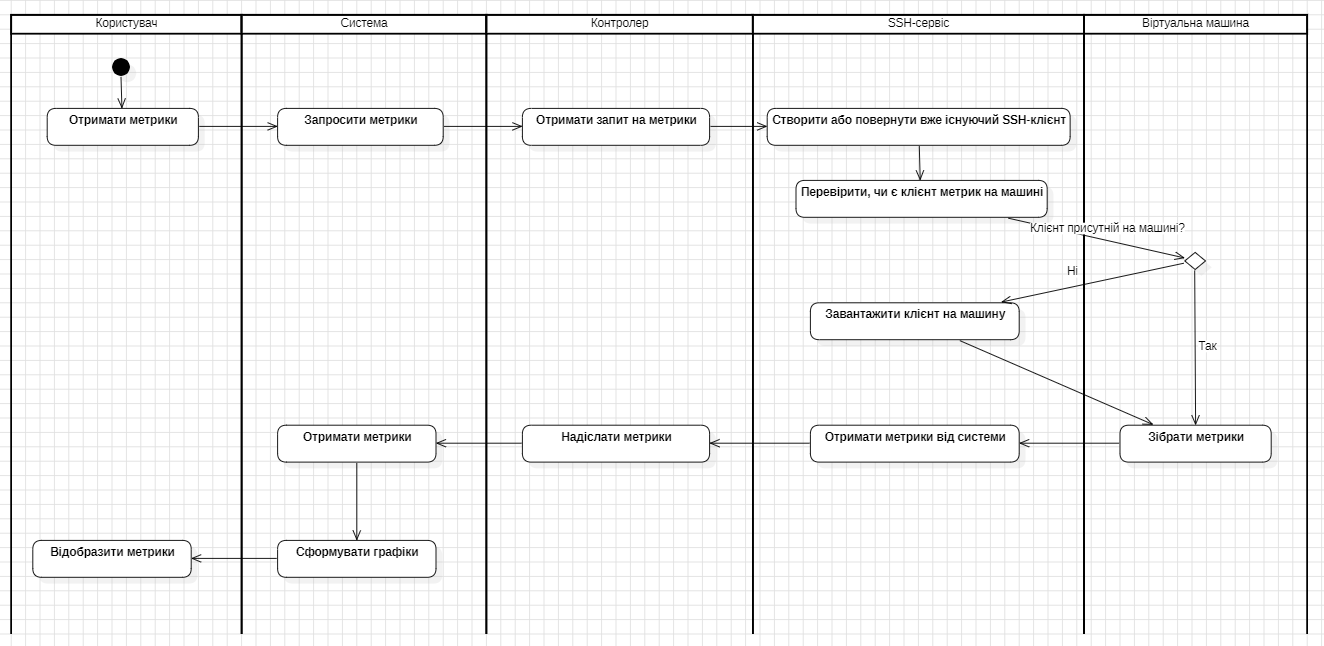 Користувач
Система
Контролер
SSH-сервіс
Віртуальна машина
Отримати метрики
Запросити метрики
Отримати запит на метрики
Створити або повернути вже існуючий SSH-клієнт
Перевірити, чи є клієнт метрик на машині
Клієнт присутній на машині?
Ні
Завантажити клієнт на машину
Так
Отримати метрики
Надіслати метрики
Отримати метрики від системи
Зібрати метрики
Відобразити метрики
Сформувати графіки